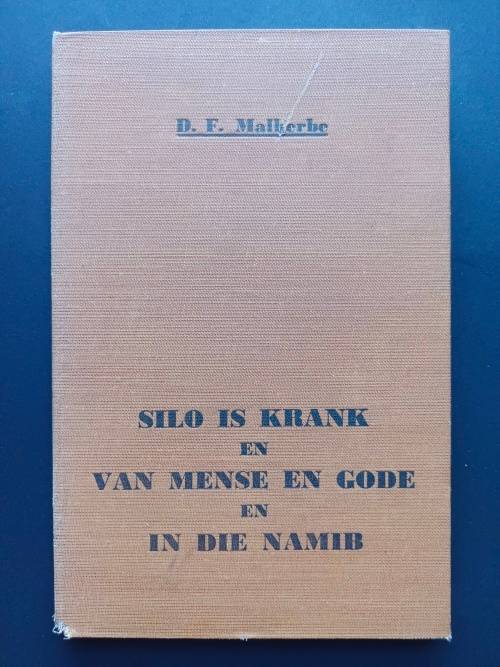 D. F. Malherbe
SILO IS KRANK
EN
VAN MENSE EN GODE
EN
IN DIE NAMIB